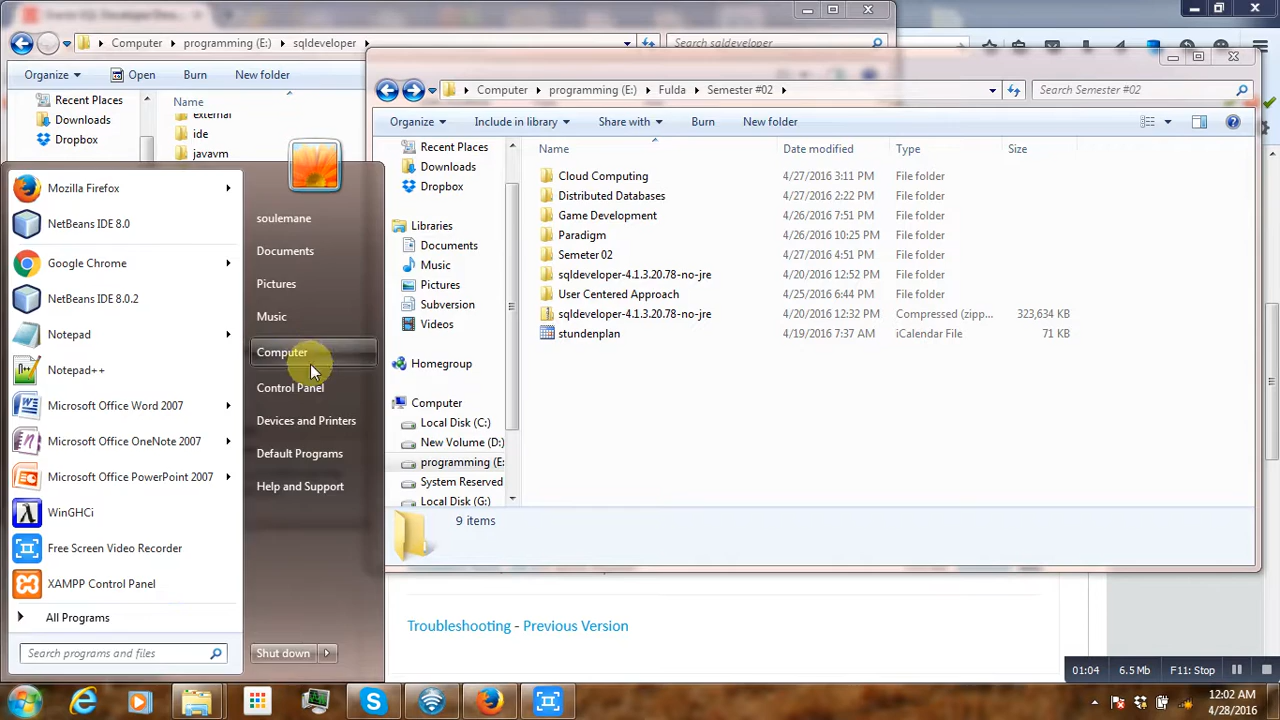 Computer ▸ programming (E:) ▸ sqldeveloper ▸
Search sqldeveloper
Organize
Open
Burn
New folder
Recent Places
Downloads
Dropbox
Name
external
ide
javavm
Computer ▸ programming (E:) ▸ Fulda ▸ Semester #02 ▸
Search Semester #02
Organize
Include in library
Share with
Burn
New folder
Recent Places
Downloads
Dropbox
Libraries
Documents
Music
Pictures
Subversion
Videos
Homegroup
Computer
Local Disk (C:)
New Volume (D:)
programming (E:
System Reserved
Local Disk (G:)
Name Date modified Type Size
Cloud Computing 4/27/2016 3:11 PM File folder
Distributed Databases 4/27/2016 2:22 PM File folder
Game Development 4/26/2016 7:51 PM File folder
Paradigm 4/26/2016 10:25 PM File folder
Semeter 02 4/27/2016 4:51 PM File folder
sqldeveloper-4.1.3.20.78-no-jre 4/20/2016 12:52 PM File folder
User Centered Approach 4/25/2016 6:44 PM File folder
sqldeveloper-4.1.3.20.78-no-jre 4/20/2016 12:32 PM Compressed (zipp... 323,634 KB
stundenplan 4/19/2016 7:37 AM iCalendar File 71 KB
9 items
Mozilla Firefox
NetBeans IDE 8.0
Google Chrome
NetBeans IDE 8.0.2
Notepad
Notepad++
Microsoft Office Word 2007
Microsoft Office OneNote 2007
Microsoft Office PowerPoint 2007
WinGHCi
Free Screen Video Recorder
XAMPP Control Panel
All Programs
Search programs and files
soulemane
Documents
Pictures
Music
Computer
Control Panel
Devices and Printers
Default Programs
Help and Support
Shut down
Troubleshooting - Previous Version
01:04 6.5 Mb F11: Stop
12:02 AM
4/28/2016